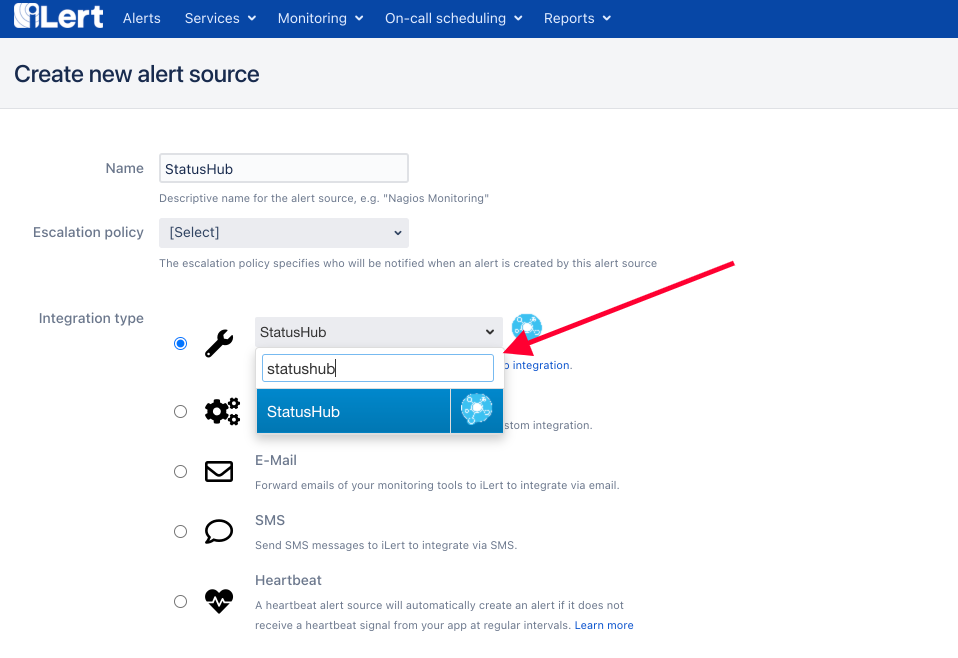 iLert Alerts Services Monitoring On-call scheduling Reports
Create new alert source
Name StatusHub
Descriptive name for the alert source, e.g. "Nagios Monitoring"
Escalation policy [Select]
The escalation policy specifies who will be notified when an alert is created by this alert source
Integration type
StatusHub
statushub
integration.
StatusHub
integration.
E-Mail
Forward emails of your monitoring tools to iLert to integrate via email.
SMS
Send SMS messages to iLert to integrate via SMS.
Heartbeat
A heartbeat alert source will automatically create an alert if it does not
receive a heartbeat signal from your app at regular intervals. Learn more